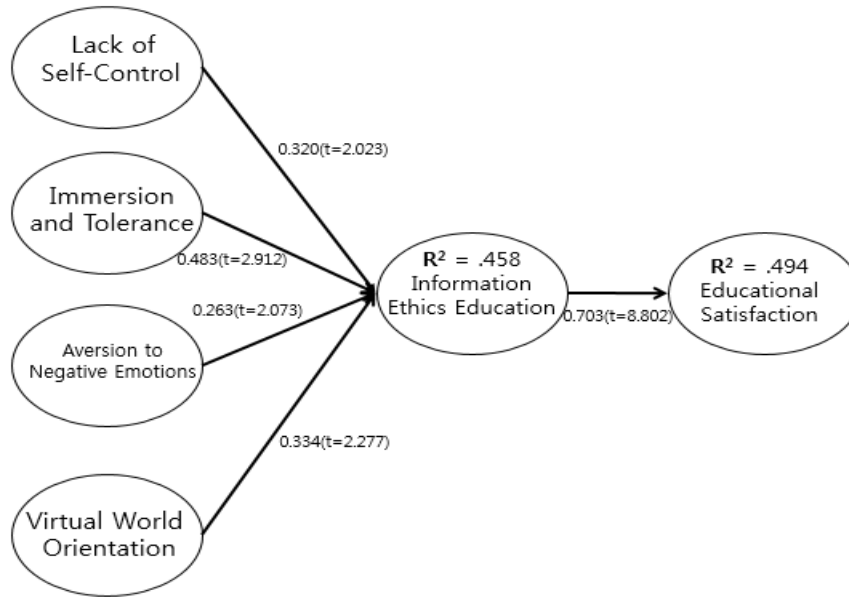 Lack of
Self-Control
0.320(t=2.023)
Immersion
and Tolerance
0.483(t=2.912)
R² = .458
Information
Ethics Education
R² = .494
Educational
Satisfaction
0.263(t=2.073)
0.703(t=8.802)
Aversion to
Negative Emotions
0.334(t=2.277)
Virtual World
Orientation